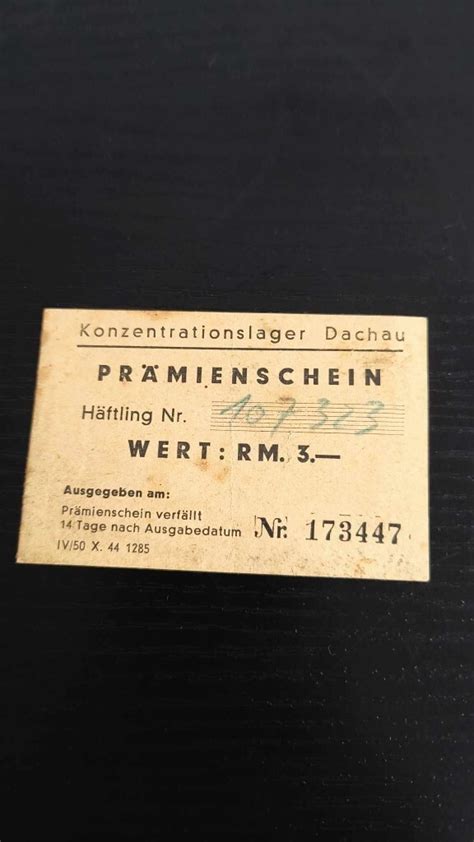 Konzentrationslager Dachau
PRÄMIENSCHEIN
Häftling Nr. 107323
WERT: RM. 3.—
Ausgegeben am:
Prämienschein verfällt
14 Tage nach Ausgabedatum Nr. 173447
IV/50 X. 44 1285